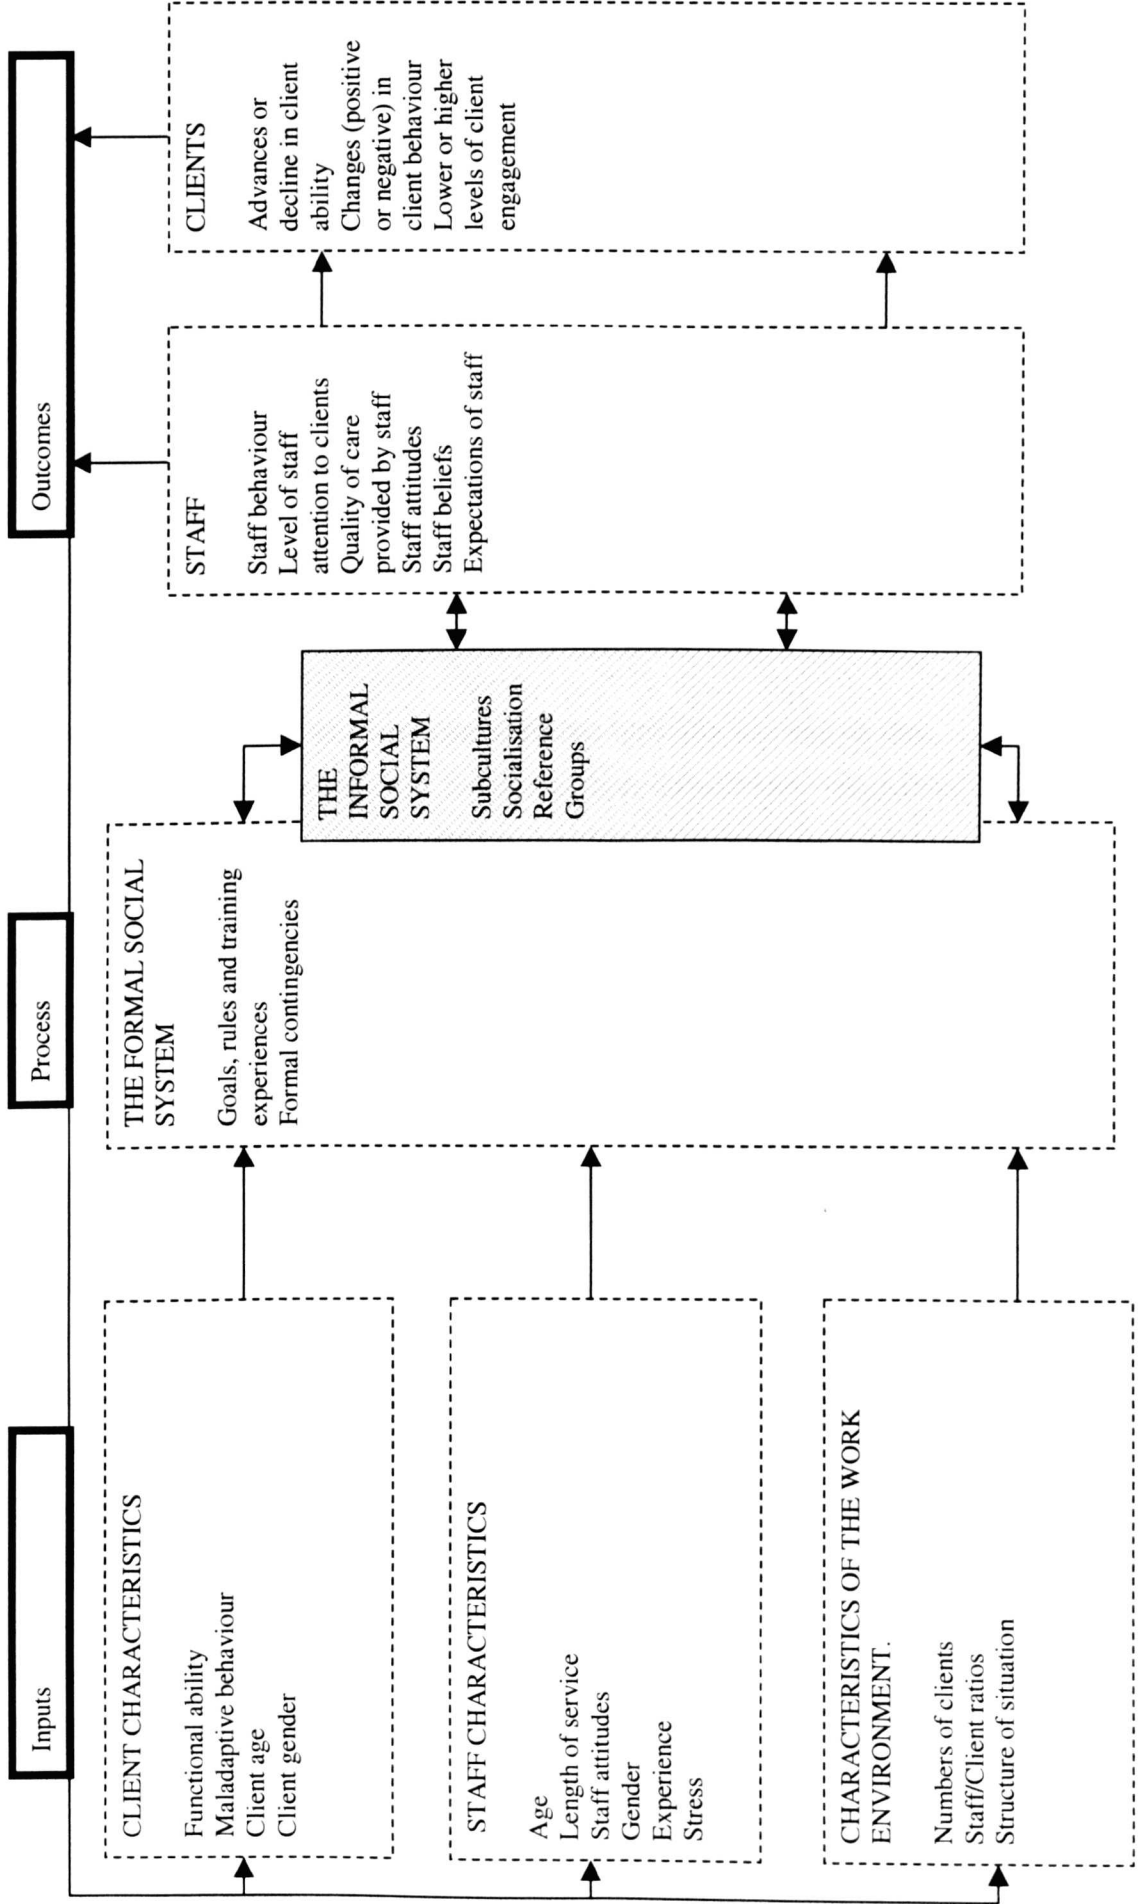 Inputs
Process
Outcomes
CLIENT CHARACTERISTICS
Functional ability
Maladaptive behaviour
Client age
Client gender
STAFF CHARACTERISTICS
Age
Length of service
Staff attitudes
Gender
Experience
Stress
CHARACTERISTICS OF THE WORK
ENVIRONMENT.
Numbers of clients
Staff/Client ratios
Structure of situation
THE FORMAL SOCIAL
SYSTEM
Goals, rules and training
experiences
Formal contingencies
THE
INFORMAL
SOCIAL
SYSTEM
Subcultures
Socialisation
Reference
Groups
STAFF
Staff behaviour
Level of staff
attention to clients
Quality of care
provided by staff
Staff attitudes
Staff beliefs
Expectations of staff
CLIENTS
Advances or
decline in client
ability
Changes (positive
or negative) in
client behaviour
Lower or higher
levels of client
engagement